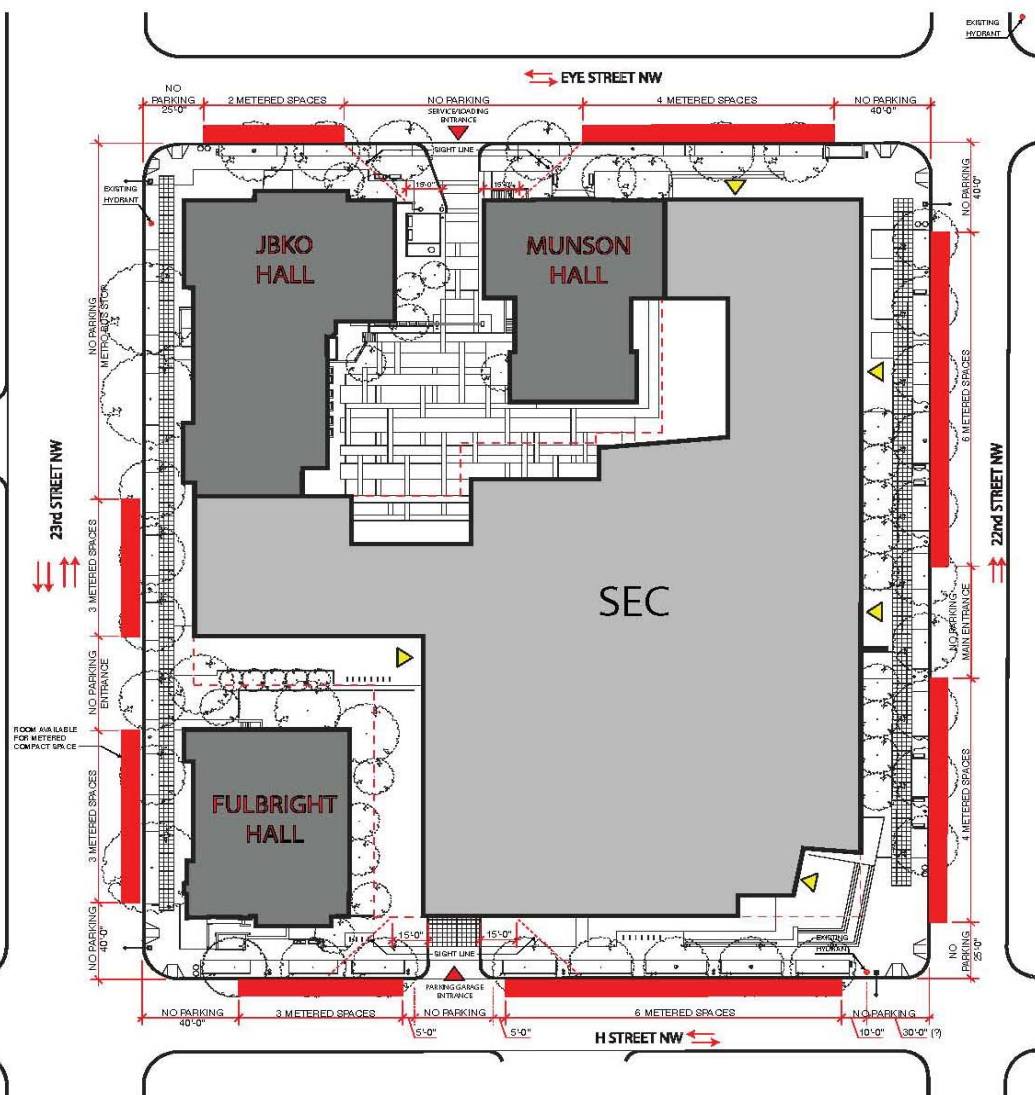 EXISTING
HYDRANT
EYE STREET NW
NO
PARKING
25'-0"
2 METERED SPACES
NO PARKING
4 METERED SPACES
NO PARKING
40'-0"
SERVICE/LOADING
ENTRANCE
SIGHT LINE
15'-0"
15'-0"
EXISTING
HYDRANT
NO PARKING
40'-0"
JBKO
HALL
MUNSON
HALL
NO PARKING
METRO BUS STOP
6 METERED SPACES
23rd STREET NW
22nd STREET NW
3 METERED SPACES
SEC
NO PARKING
MAIN ENTRANCE
NO PARKING
ENTRANCE
ROOM AVAILABLE
FOR METERED
COMPACT SPACE
3 METERED SPACES
4 METERED SPACES
FULBRIGHT
HALL
NO PARKING
40'-0"
15'-0"
15'-0"
SIGHT LINE
EXISTING
HYDRANT
NO
PARKING
25'-0"
PARKING GARAGE
ENTRANCE
NO PARKING
40'-0"
3 METERED SPACES
5'-0"
NO PARKING
5'-0"
6 METERED SPACES
NO PARKING
10'-0"
30'-0" (?)
H STREET NW